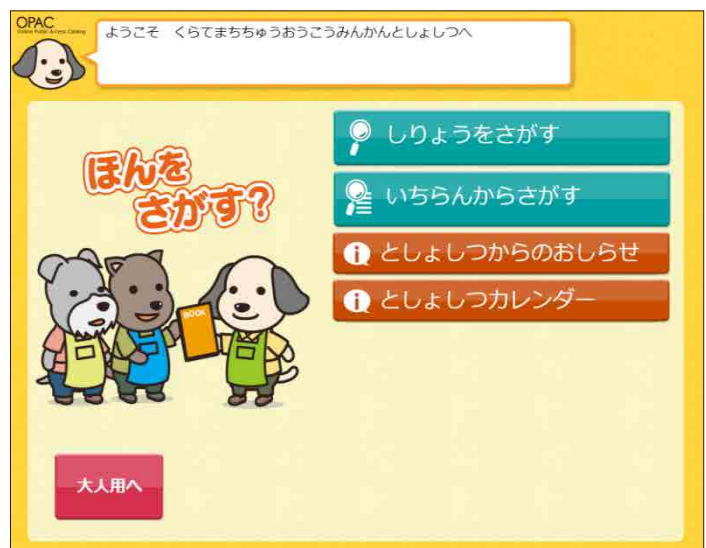 OPAC
Online Public Access Catalog
ようこそ　くらてまちちゅうおうこうみんかんとしょしつへ
ほんを
さがす?
BOOK
しりょうをさがす
いちらんからさがす
としょしつからのおしらせ
としょしつカレンダー
大人用へ